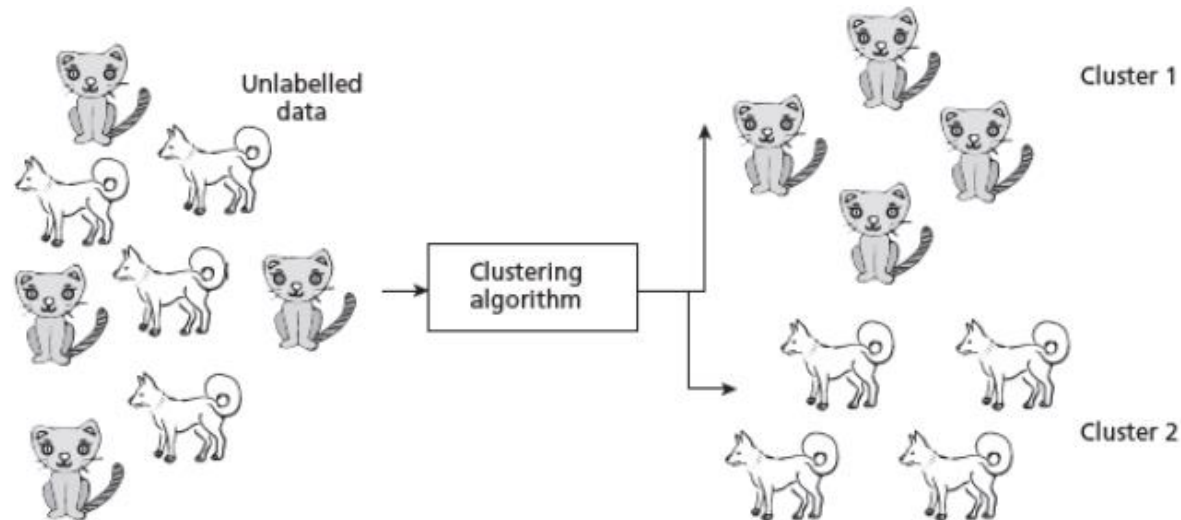 Unlabelled
data
Clustering
algorithm
Cluster 1
Cluster 2